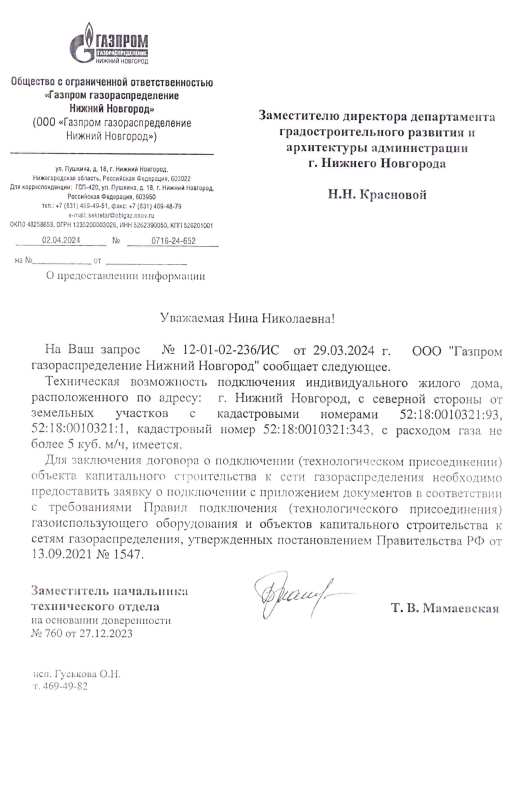 ГАЗПРОМ
ГАЗОРАСПРЕДЕЛЕНИЕ
НИЖНИЙ НОВГОРОД
Общество с ограниченной ответственностью
«Газпром газораспределение
Нижний Новгород»
(ООО «Газпром газораспределение
Нижний Новгород»)
ул. Пушкина, д. 18, г. Нижний Новгород,
Нижегородская область, Российская Федерация, 603022
Для корреспонденции: ГСП-420, ул. Пушкина, д. 18, г. Нижний Новгород,
Российская Федерация, 603950
тел.: +7 (831) 469-49-51, факс: +7 (831) 469-48-79
e-mail: sekretar@oblgaz.nnov.ru
ОКПО 48258653, ОГРН 1235200003026, ИНН 5262390050, КПП 526201001
02.04.2024 № 0716-24-652
на №____________ от ________________
О предоставлении информации
Заместителю директора департамента
градостроительного развития и
архитектуры администрации
г. Нижнего Новгорода
Н.Н. Красновой
Уважаемая Нина Николаевна!
На Ваш запрос № 12-01-02-236/ИС от 29.03.2024 г. ООО "Газпром
газораспределение Нижний Новгород" сообщает следующее.
Техническая возможность подключения индивидуального жилого дома,
расположенного по адресу: г. Нижний Новгород, с северной стороны от
земельных участков с кадастровыми номерами 52:18:0010321:93,
52:18:0010321:1, кадастровый номер 52:18:0010321:343, с расходом газа не
более 5 куб. м/ч, имеется.
Для заключения договора о подключении (технологическом присоединении)
объекта капитального строительства к сети газораспределения необходимо
предоставить заявку о подключении с приложением документов в соответствии
с требованиями Правил подключения (технологического присоединения)
газоиспользующего оборудования и объектов капитального строительства к
сетям газораспределения, утвержденных постановлением Правительства РФ от
13.09.2021 № 1547.
Заместитель начальника
технического отдела
на основании доверенности
№ 760 от 27.12.2023
Т. В. Мамаевская
исп. Гуськова О.Н.
т. 469-49-82